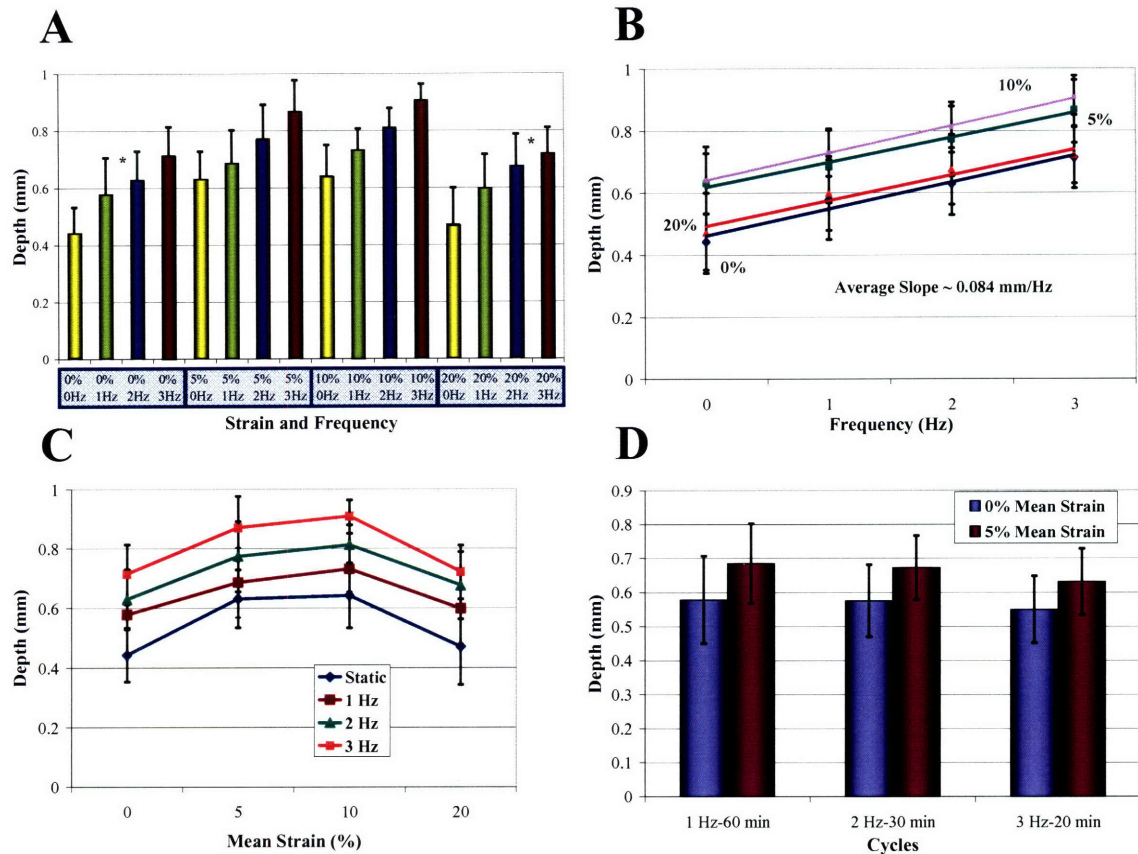 A
Depth (mm)
1
0.8
0.6
0.4
0.2
0
*
*
0% 0% 0% 0% 5% 5% 5% 5% 10% 10% 10% 10% 20% 20% 20% 20%
0Hz 1Hz 2Hz 3Hz 0Hz 1Hz 2Hz 3Hz 0Hz 1Hz 2Hz 3Hz 0Hz 1Hz 2Hz 3Hz
Strain and Frequency
B
Depth (mm)
1
0.8
0.6
0.4
0.2
0
10%
5%
20%
0%
Average Slope ~ 0.084 mm/Hz
0 1 2 3
Frequency (Hz)
C
Depth (mm)
1
0.8
0.6
0.4
0.2
0
Static
1 Hz
2 Hz
3 Hz
0 5 10 20
Mean Strain (%)
D
Depth (mm)
0.9
0.8
0.7
0.6
0.5
0.4
0.3
0.2
0.1
0
0% Mean Strain
5% Mean Strain
1 Hz-60 min 2 Hz-30 min 3 Hz-20 min
Cycles